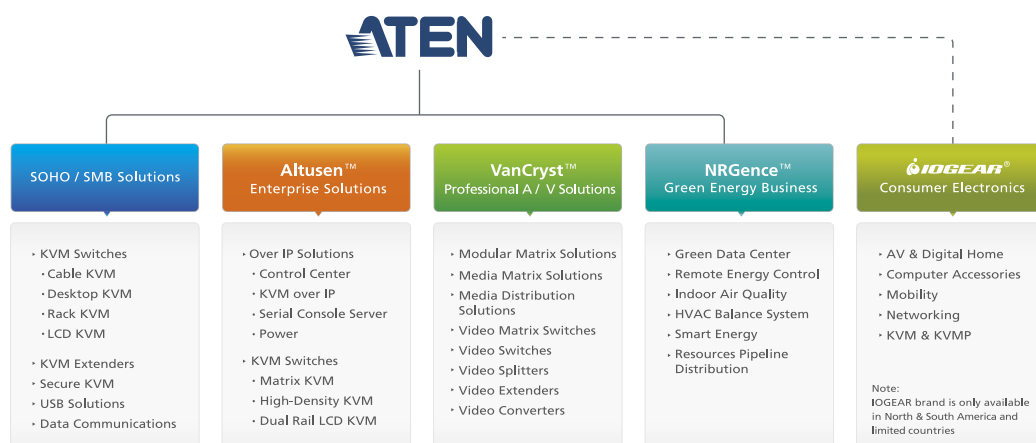 ATEN
SOHO / SMB Solutions
‣ KVM Switches
· Cable KVM
· Desktop KVM
· Rack KVM
· LCD KVM
‣ KVM Extenders
‣ Secure KVM
‣ USB Solutions
‣ Data Communications
Altusen™
Enterprise Solutions
‣ Over IP Solutions
· Control Center
· KVM over IP
· Serial Console Server
· Power
‣ KVM Switches
· Matrix KVM
· High-Density KVM
· Dual Rail LCD KVM
VanCryst™
Professional A / V Solutions
‣ Modular Matrix Solutions
‣ Media Matrix Solutions
‣ Media Distribution
Solutions
‣ Video Matrix Switches
‣ Video Switches
‣ Video Splitters
‣ Video Extenders
‣ Video Converters
NRGence™
Green Energy Business
‣ Green Data Center
‣ Remote Energy Control
‣ Indoor Air Quality
‣ HVAC Balance System
‣ Smart Energy
‣ Resources Pipeline
Distribution
IOGEAR®
Consumer Electronics
‣ AV & Digital Home
‣ Computer Accessories
‣ Mobility
‣ Networking
‣ KVM & KVMP
Note:
IOGEAR brand is only available
in North & South America and
limited countries